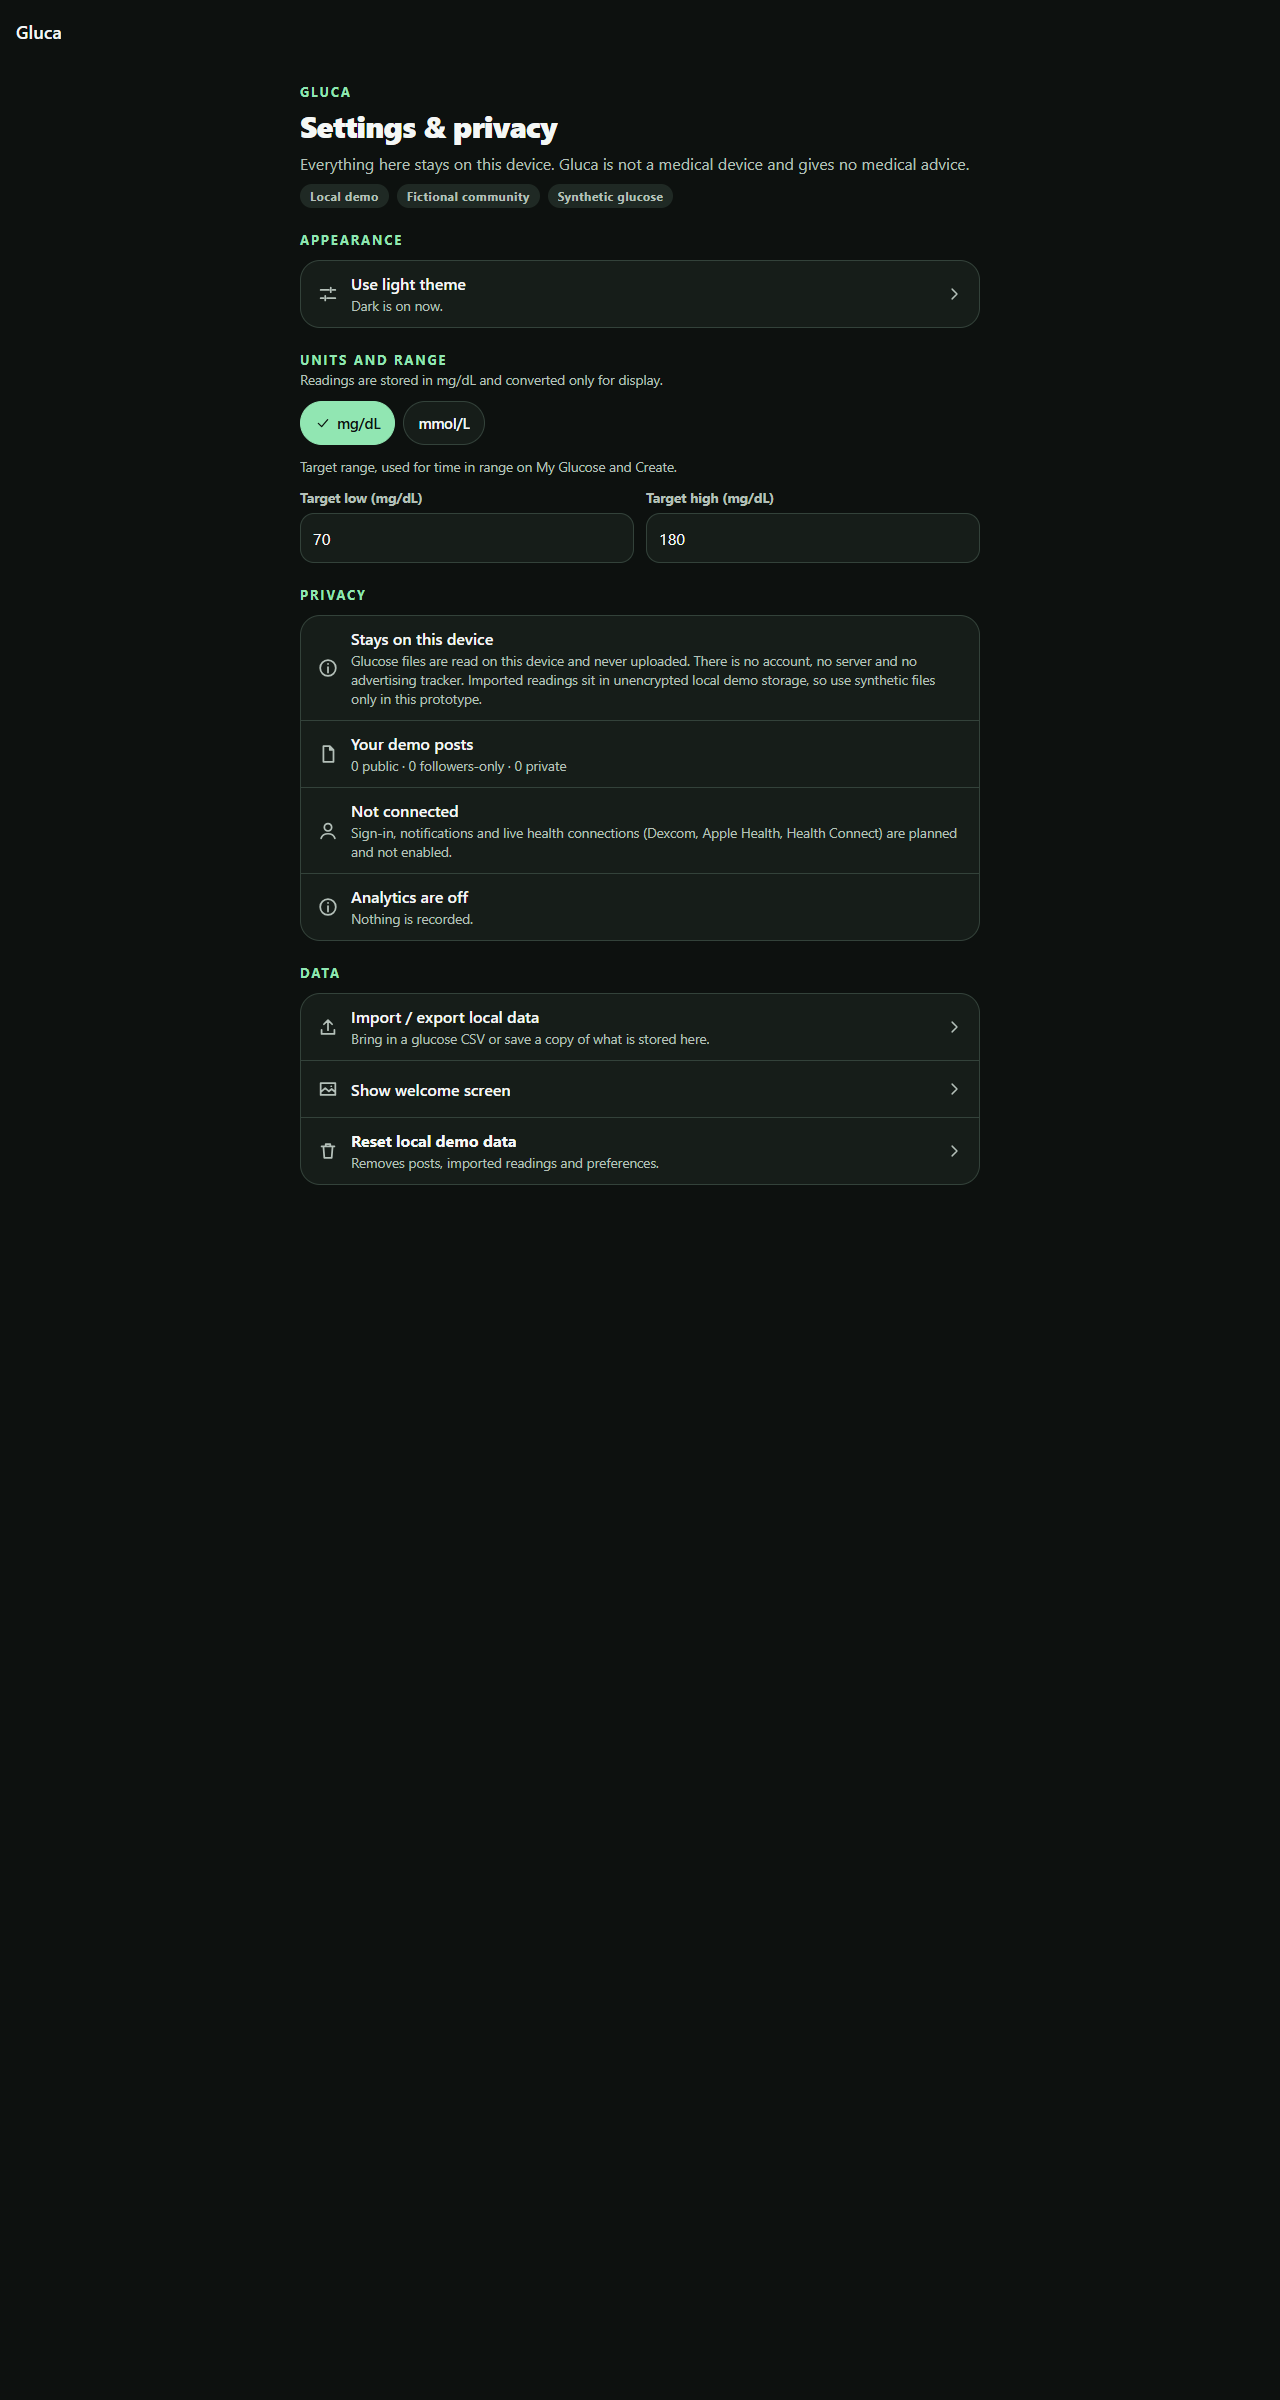 Gluca
GLUCA
Settings & privacy
Everything here stays on this device. Gluca is not a medical device and gives no medical advice.
Local demo
Fictional community
Synthetic glucose
APPEARANCE
Use light theme
Dark is on now.
UNITS AND RANGE
Readings are stored in mg/dL and converted only for display.
mg/dL
mmol/L
Target range, used for time in range on My Glucose and Create.
Target low (mg/dL)
Target high (mg/dL)
70
180
PRIVACY
Stays on this device
Glucose files are read on this device and never uploaded. There is no account, no server and no
advertising tracker. Imported readings sit in unencrypted local demo storage, so use synthetic files
only in this prototype.
Your demo posts
0 public · 0 followers-only · 0 private
Not connected
Sign-in, notifications and live health connections (Dexcom, Apple Health, Health Connect) are planned
and not enabled.
Analytics are off
Nothing is recorded.
DATA
Import / export local data
Bring in a glucose CSV or save a copy of what is stored here.
Show welcome screen
Reset local demo data
Removes posts, imported readings and preferences.